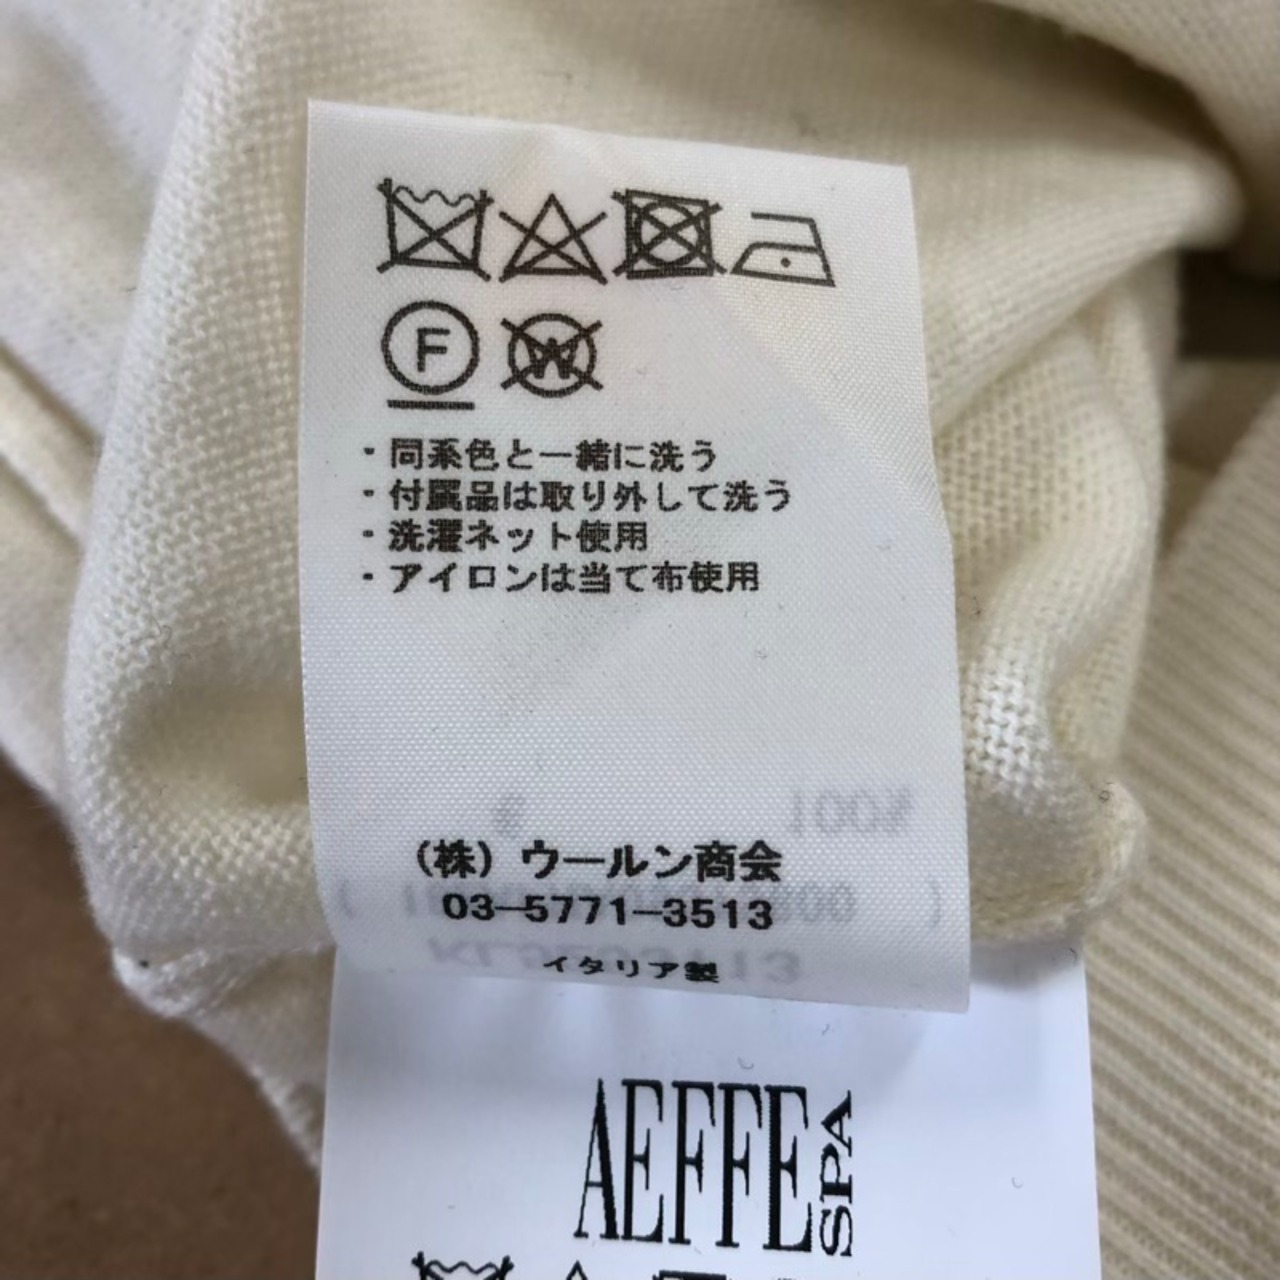 F W
・同系色と一緒に洗う
・付属品は取り外して洗う
・洗濯ネット使用
・アイロンは当て布使用
100%
(株) ウールン商会
03-5771-3513
イタリア製
AEFFE SPA